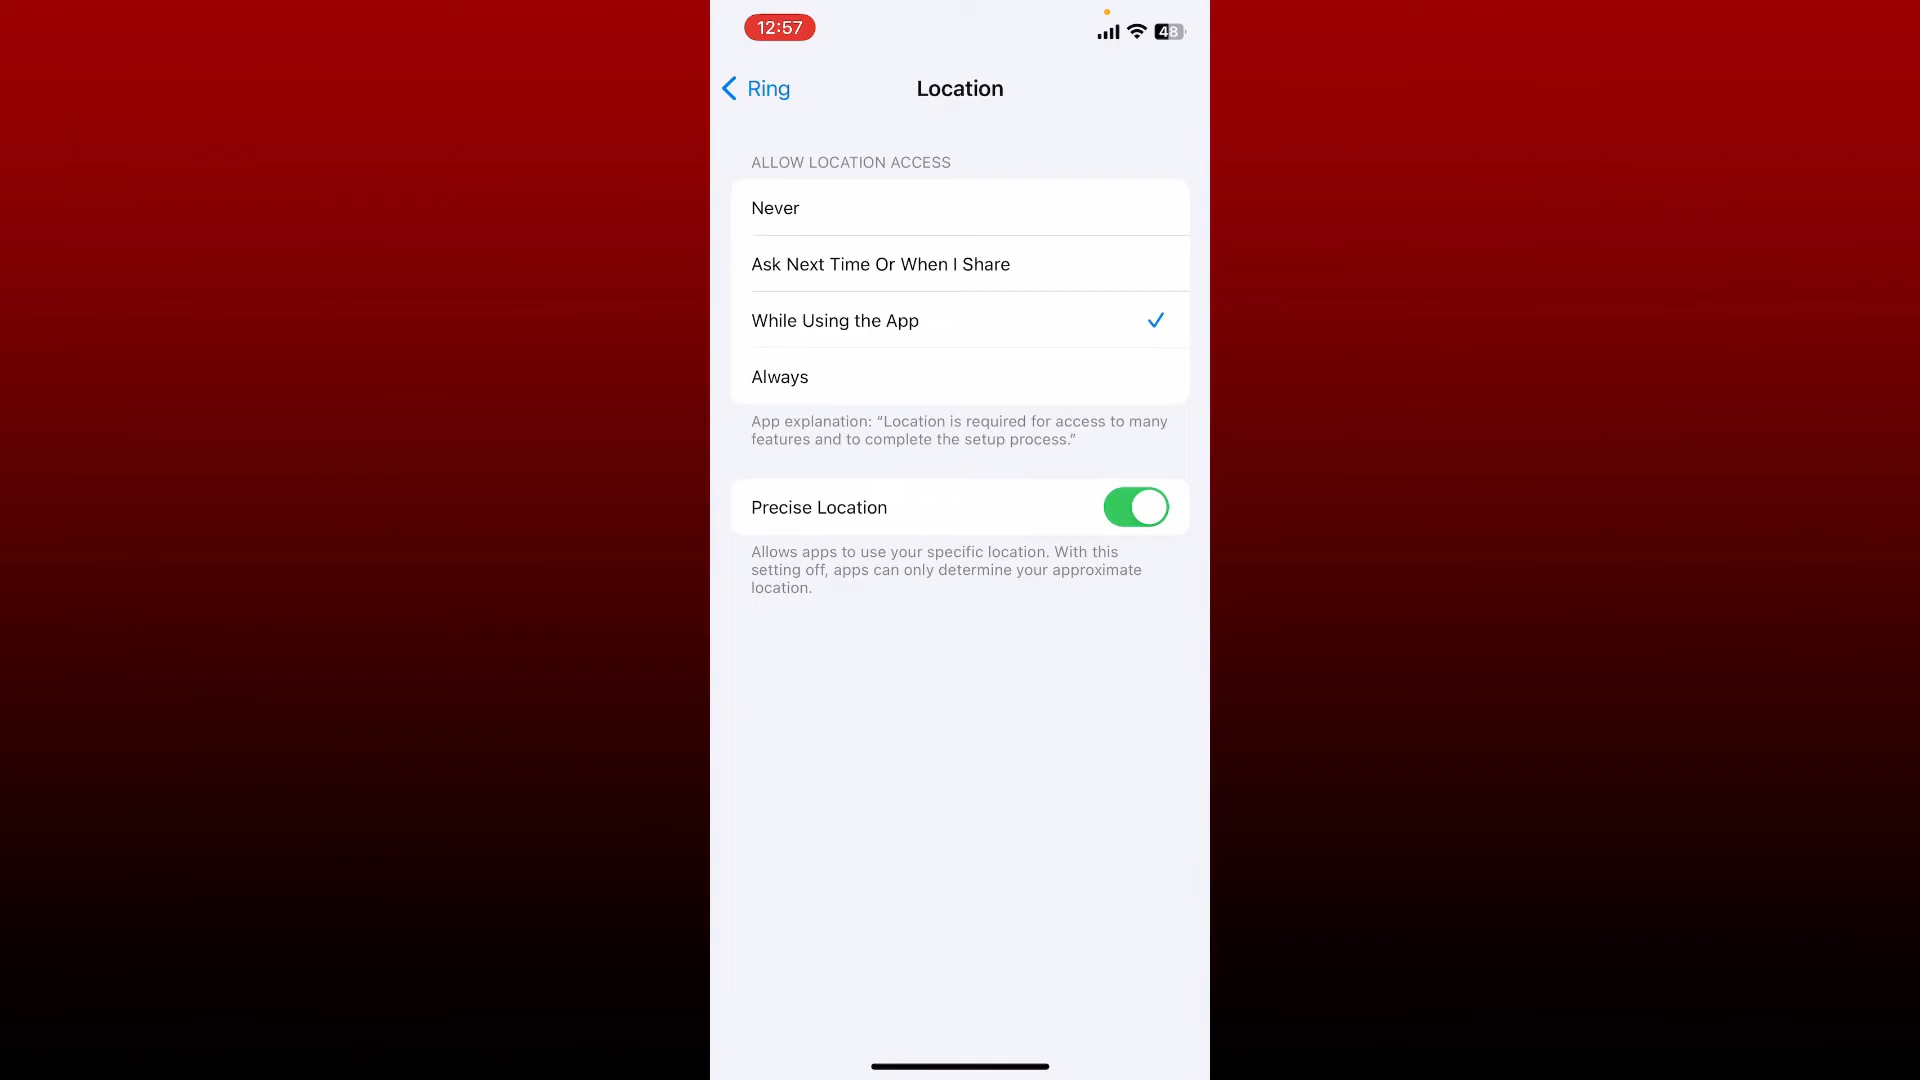 12:57
48
Ring
Location
ALLOW LOCATION ACCESS
Never
Ask Next Time Or When I Share
While Using the App
Always
App explanation: “Location is required for access to many
features and to complete the setup process.”
Precise Location
Allows apps to use your specific location. With this
setting off, apps can only determine your approximate
location.